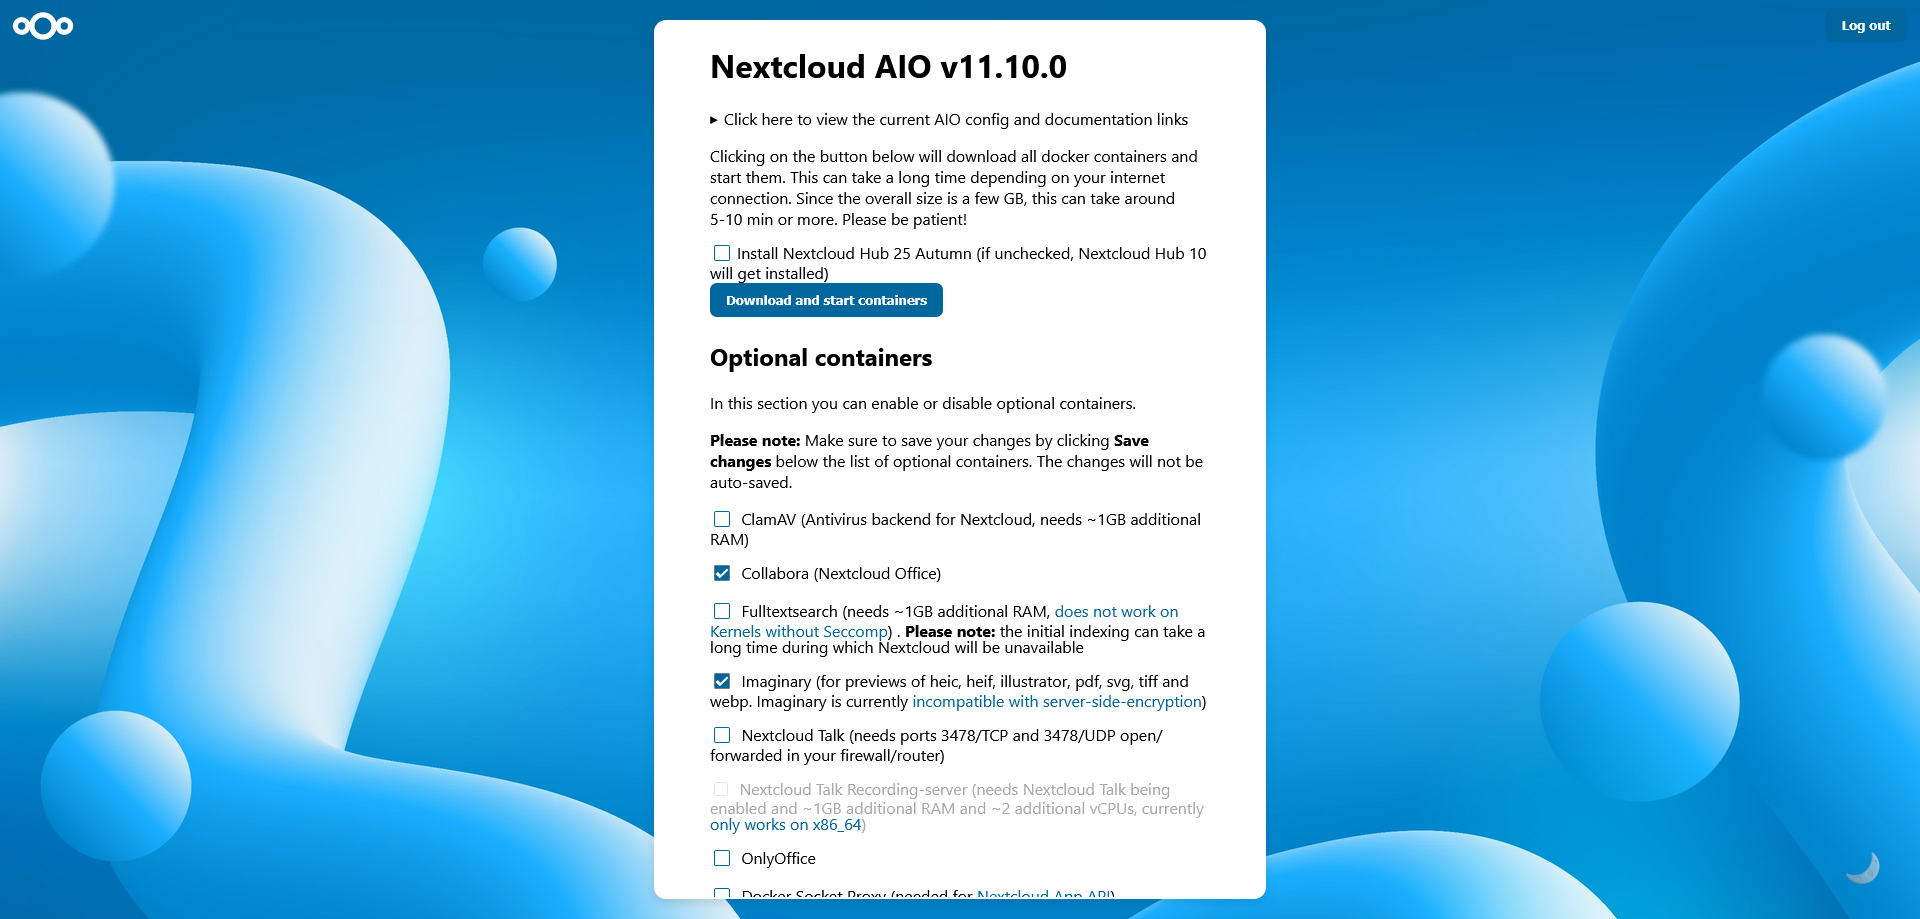 Log out
Nextcloud AIO v11.10.0
Click here to view the current AIO config and documentation links
Clicking on the button below will download all docker containers and
start them. This can take a long time depending on your internet
connection. Since the overall size is a few GB, this can take around
5-10 min or more. Please be patient!
Install Nextcloud Hub 25 Autumn (if unchecked, Nextcloud Hub 10
will get installed)
Download and start containers
Optional containers
In this section you can enable or disable optional containers.
Please note: Make sure to save your changes by clicking Save
changes below the list of optional containers. The changes will not be
auto-saved.
ClamAV (Antivirus backend for Nextcloud, needs ~1GB additional
RAM)
Collabora (Nextcloud Office)
Fulltextsearch (needs ~1GB additional RAM, does not work on
Kernels without Seccomp) . Please note: the initial indexing can take a
long time during which Nextcloud will be unavailable
Imaginary (for previews of heic, heif, illustrator, pdf, svg, tiff and
webp. Imaginary is currently incompatible with server-side-encryption)
Nextcloud Talk (needs ports 3478/TCP and 3478/UDP open/
forwarded in your firewall/router)
Nextcloud Talk Recording-server (needs Nextcloud Talk being
enabled and ~1GB additional RAM and ~2 additional vCPUs, currently
only works on x86_64)
OnlyOffice
Docker Socket Proxy (needed for Nextcloud App API)